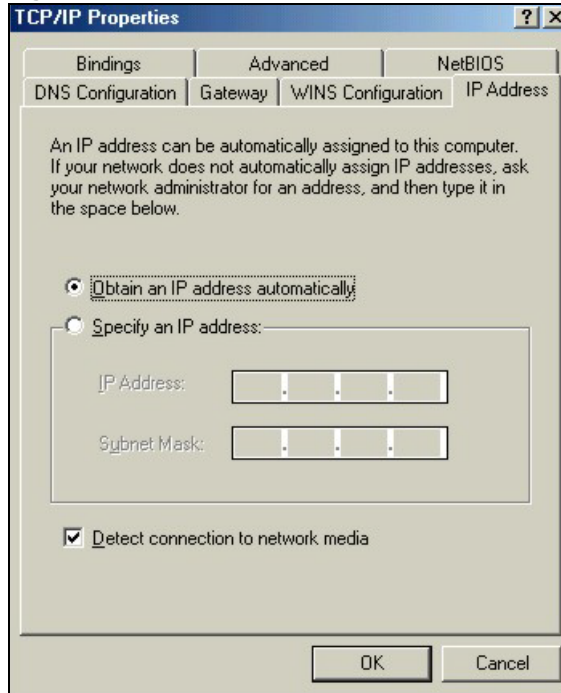 TCP/IP Properties
Bindings Advanced NetBIOS
DNS Configuration Gateway WINS Configuration IP Address
An IP address can be automatically assigned to this computer.
If your network does not automatically assign IP addresses, ask
your network administrator for an address, and then type it in
the space below.
Obtain an IP address automatically
Specify an IP address:
IP Address:
Subnet Mask:
Detect connection to network media
OK Cancel